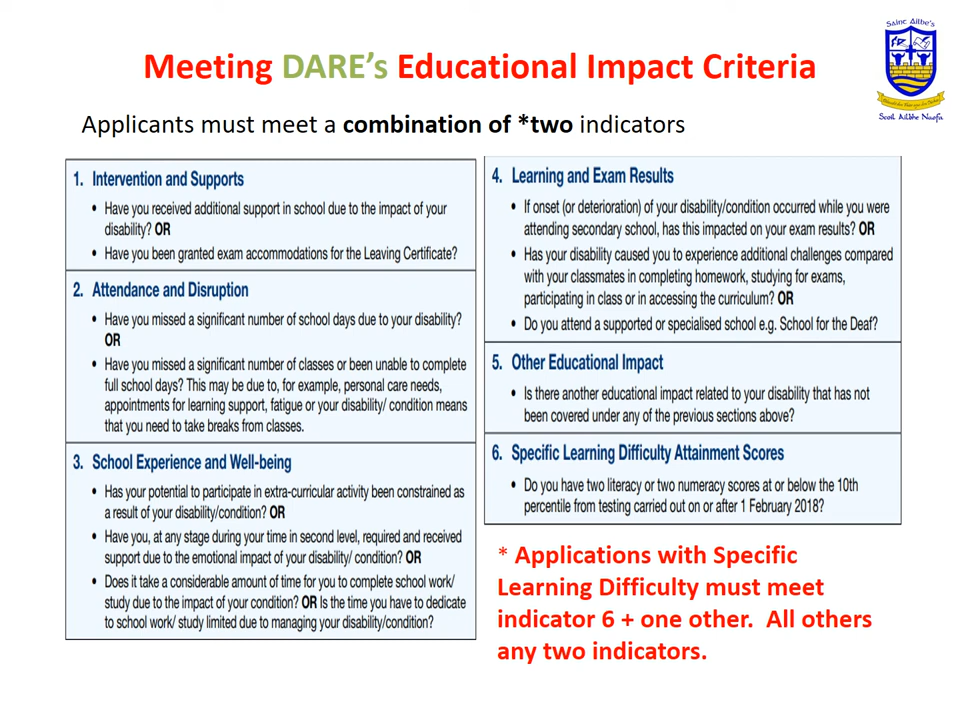 Sainc Ailbe's
Scoil Ailbhe Naofa
Meeting DARE's Educational Impact Criteria
Applicants must meet a combination of *two indicators
1. Intervention and Supports
• Have you received additional support in school due to the impact of your
disability? OR
• Have you been granted exam accommodations for the Leaving Certificate?
2. Attendance and Disruption
• Have you missed a significant number of school days due to your disability?
OR
• Have you missed a significant number of classes or been unable to complete
full school days? This may be due to, for example, personal care needs,
appointments for learning support, fatigue or your disability/ condition means
that you need to take breaks from classes.
3. School Experience and Well-being
• Has your potential to participate in extra-curricular activity been constrained as
a result of your disability/condition? OR
• Have you, at any stage during your time in second level, required and received
support due to the emotional impact of your disability/ condition? OR
• Does it take a considerable amount of time for you to complete school work/
study due to the impact of your condition? OR Is the time you have to dedicate
to school work/ study limited due to managing your disability/condition?
4. Learning and Exam Results
• If onset (or deterioration) of your disability/condition occurred while you were
attending secondary school, has this impacted on your exam results? OR
• Has your disability caused you to experience additional challenges compared
with your classmates in completing homework, studying for exams,
participating in class or in accessing the curriculum? OR
• Do you attend a supported or specialised school e.g. School for the Deaf?
5. Other Educational Impact
• Is there another educational impact related to your disability that has not
been covered under any of the previous sections above?
6. Specific Learning Difficulty Attainment Scores
• Do you have two literacy or two numeracy scores at or below the 10th
percentile from testing carried out on or after 1 February 2018?
* Applications with Specific
Learning Difficulty must meet
indicator 6 + one other. All others
any two indicators.